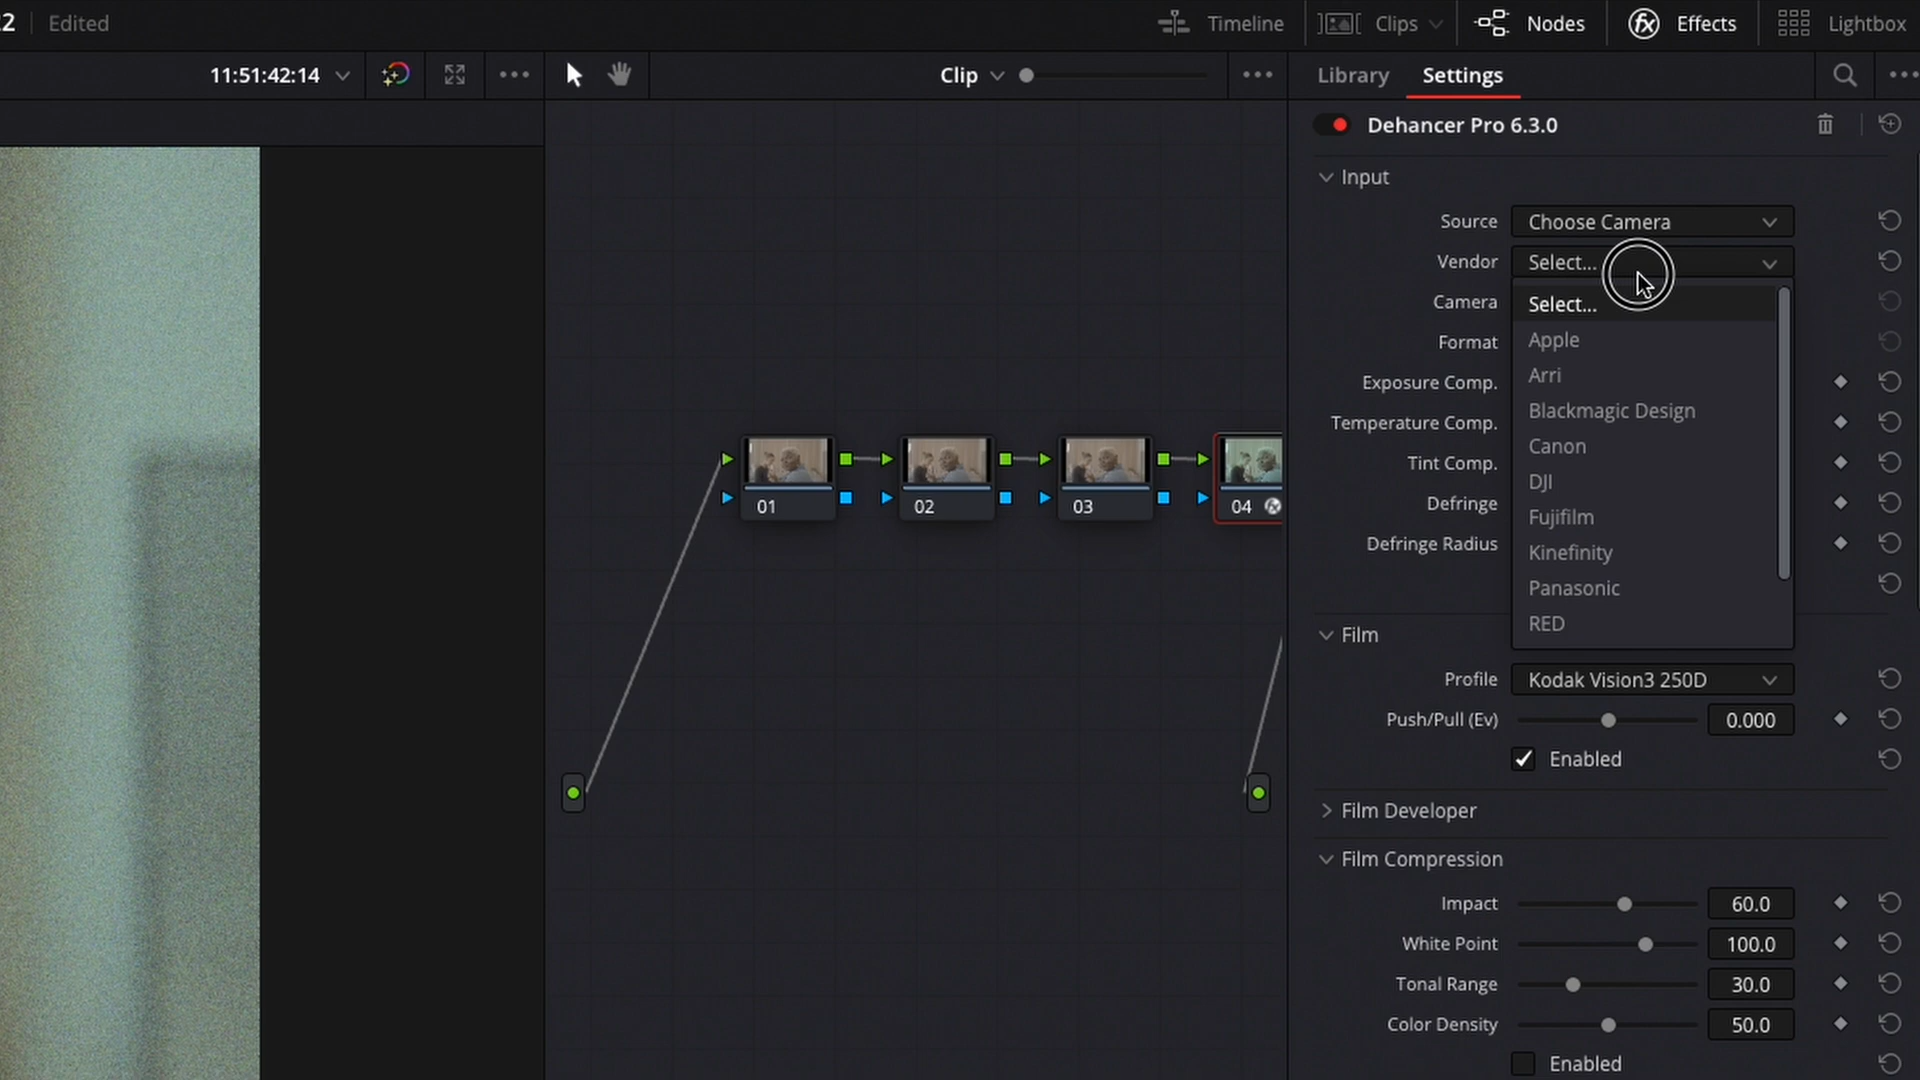 2 Edited Timeline Clips Nodes Effects Lightbox
11:51:42:14 Clip Library Settings
Dehancer Pro 6.3.0
Input
Source Choose Camera
Vendor Select...
Camera Select...
Apple
Format
Arri
Exposure Comp.
Blackmagic Design
Temperature Comp.
Canon
Tint Comp.
DJI
Defringe
Fujifilm
Defringe Radius
Kinefinity
Panasonic
RED
01 02 03 04
Film
Profile Kodak Vision3 250D
Push/Pull (Ev) 0.000
Enabled
Film Developer
Film Compression
Impact 60.0
White Point 100.0
Tonal Range 30.0
Color Density 50.0
Enabled